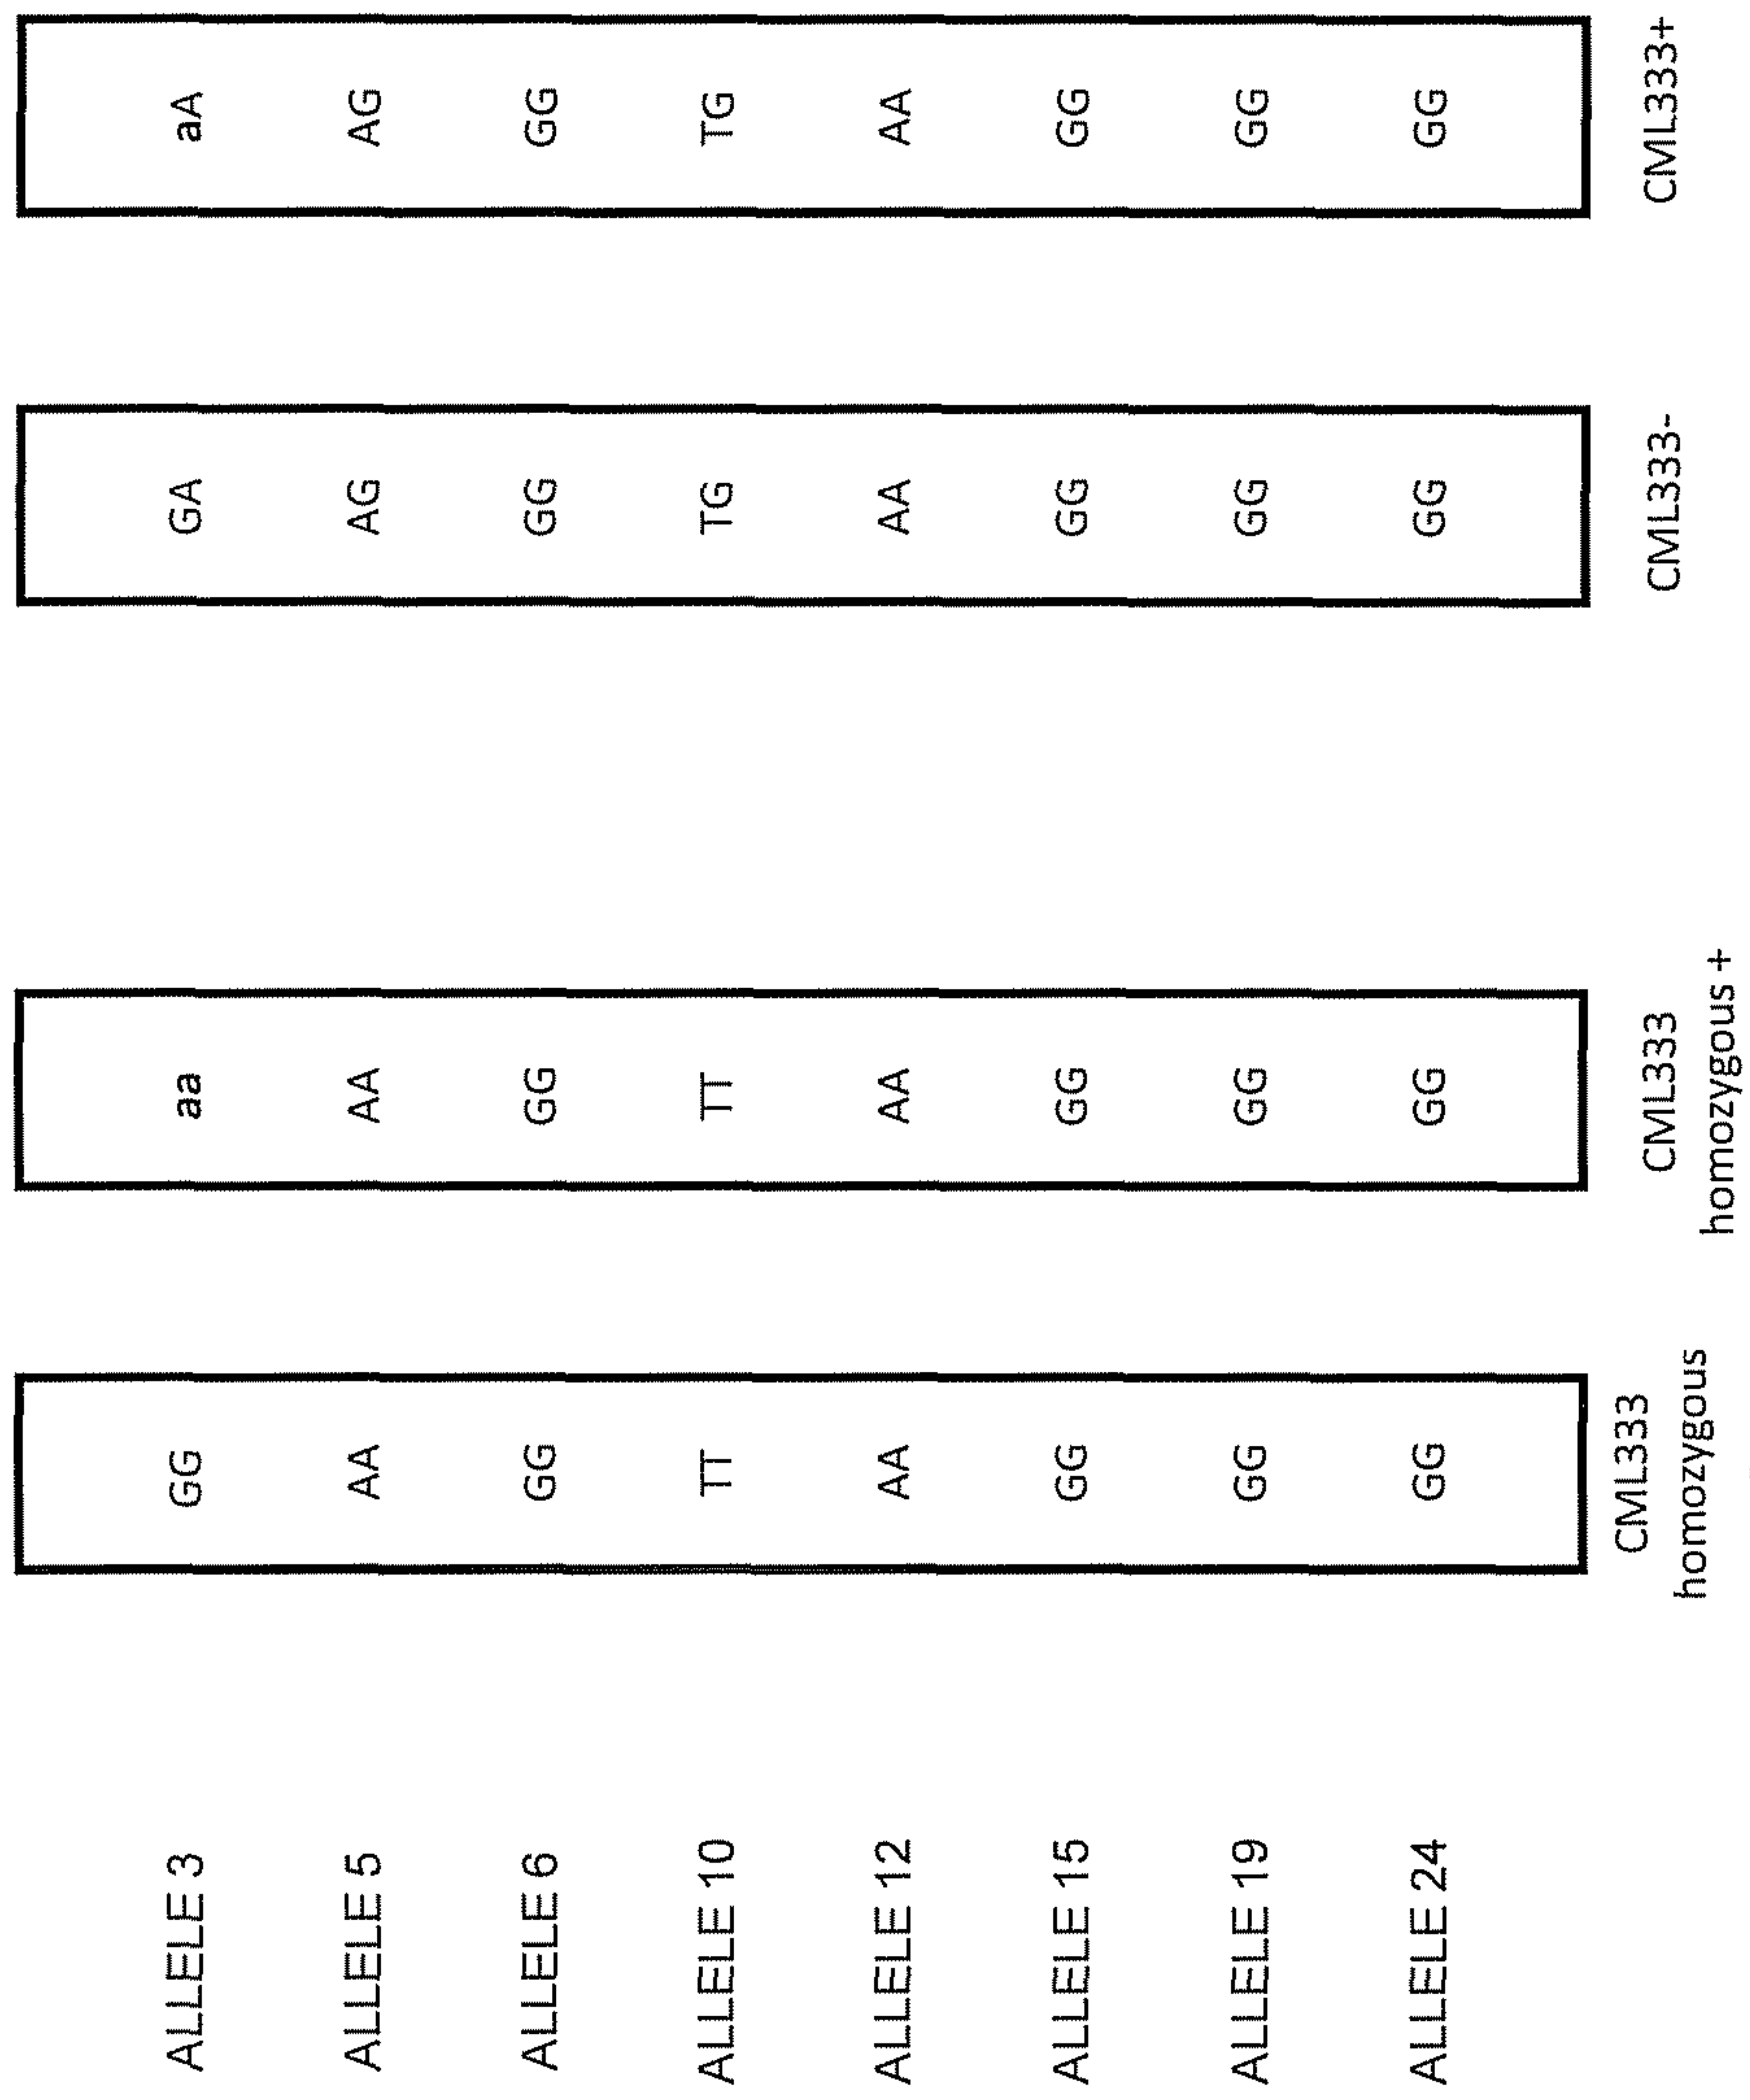 ALLELE 3 GG aa GA aA
ALLELE 5 AA AA AG AG
ALLELE 6 GG GG GG GG
ALLELE 10 TT TT TG TG
ALLELE 12 AA AA AA AA
ALLELE 15 GG GG GG GG
ALLELE 19 GG GG GG GG
ALLELE 24 GG GG GG GG
CML333 CML333 CML333- CML333+
homozygous homozygous +